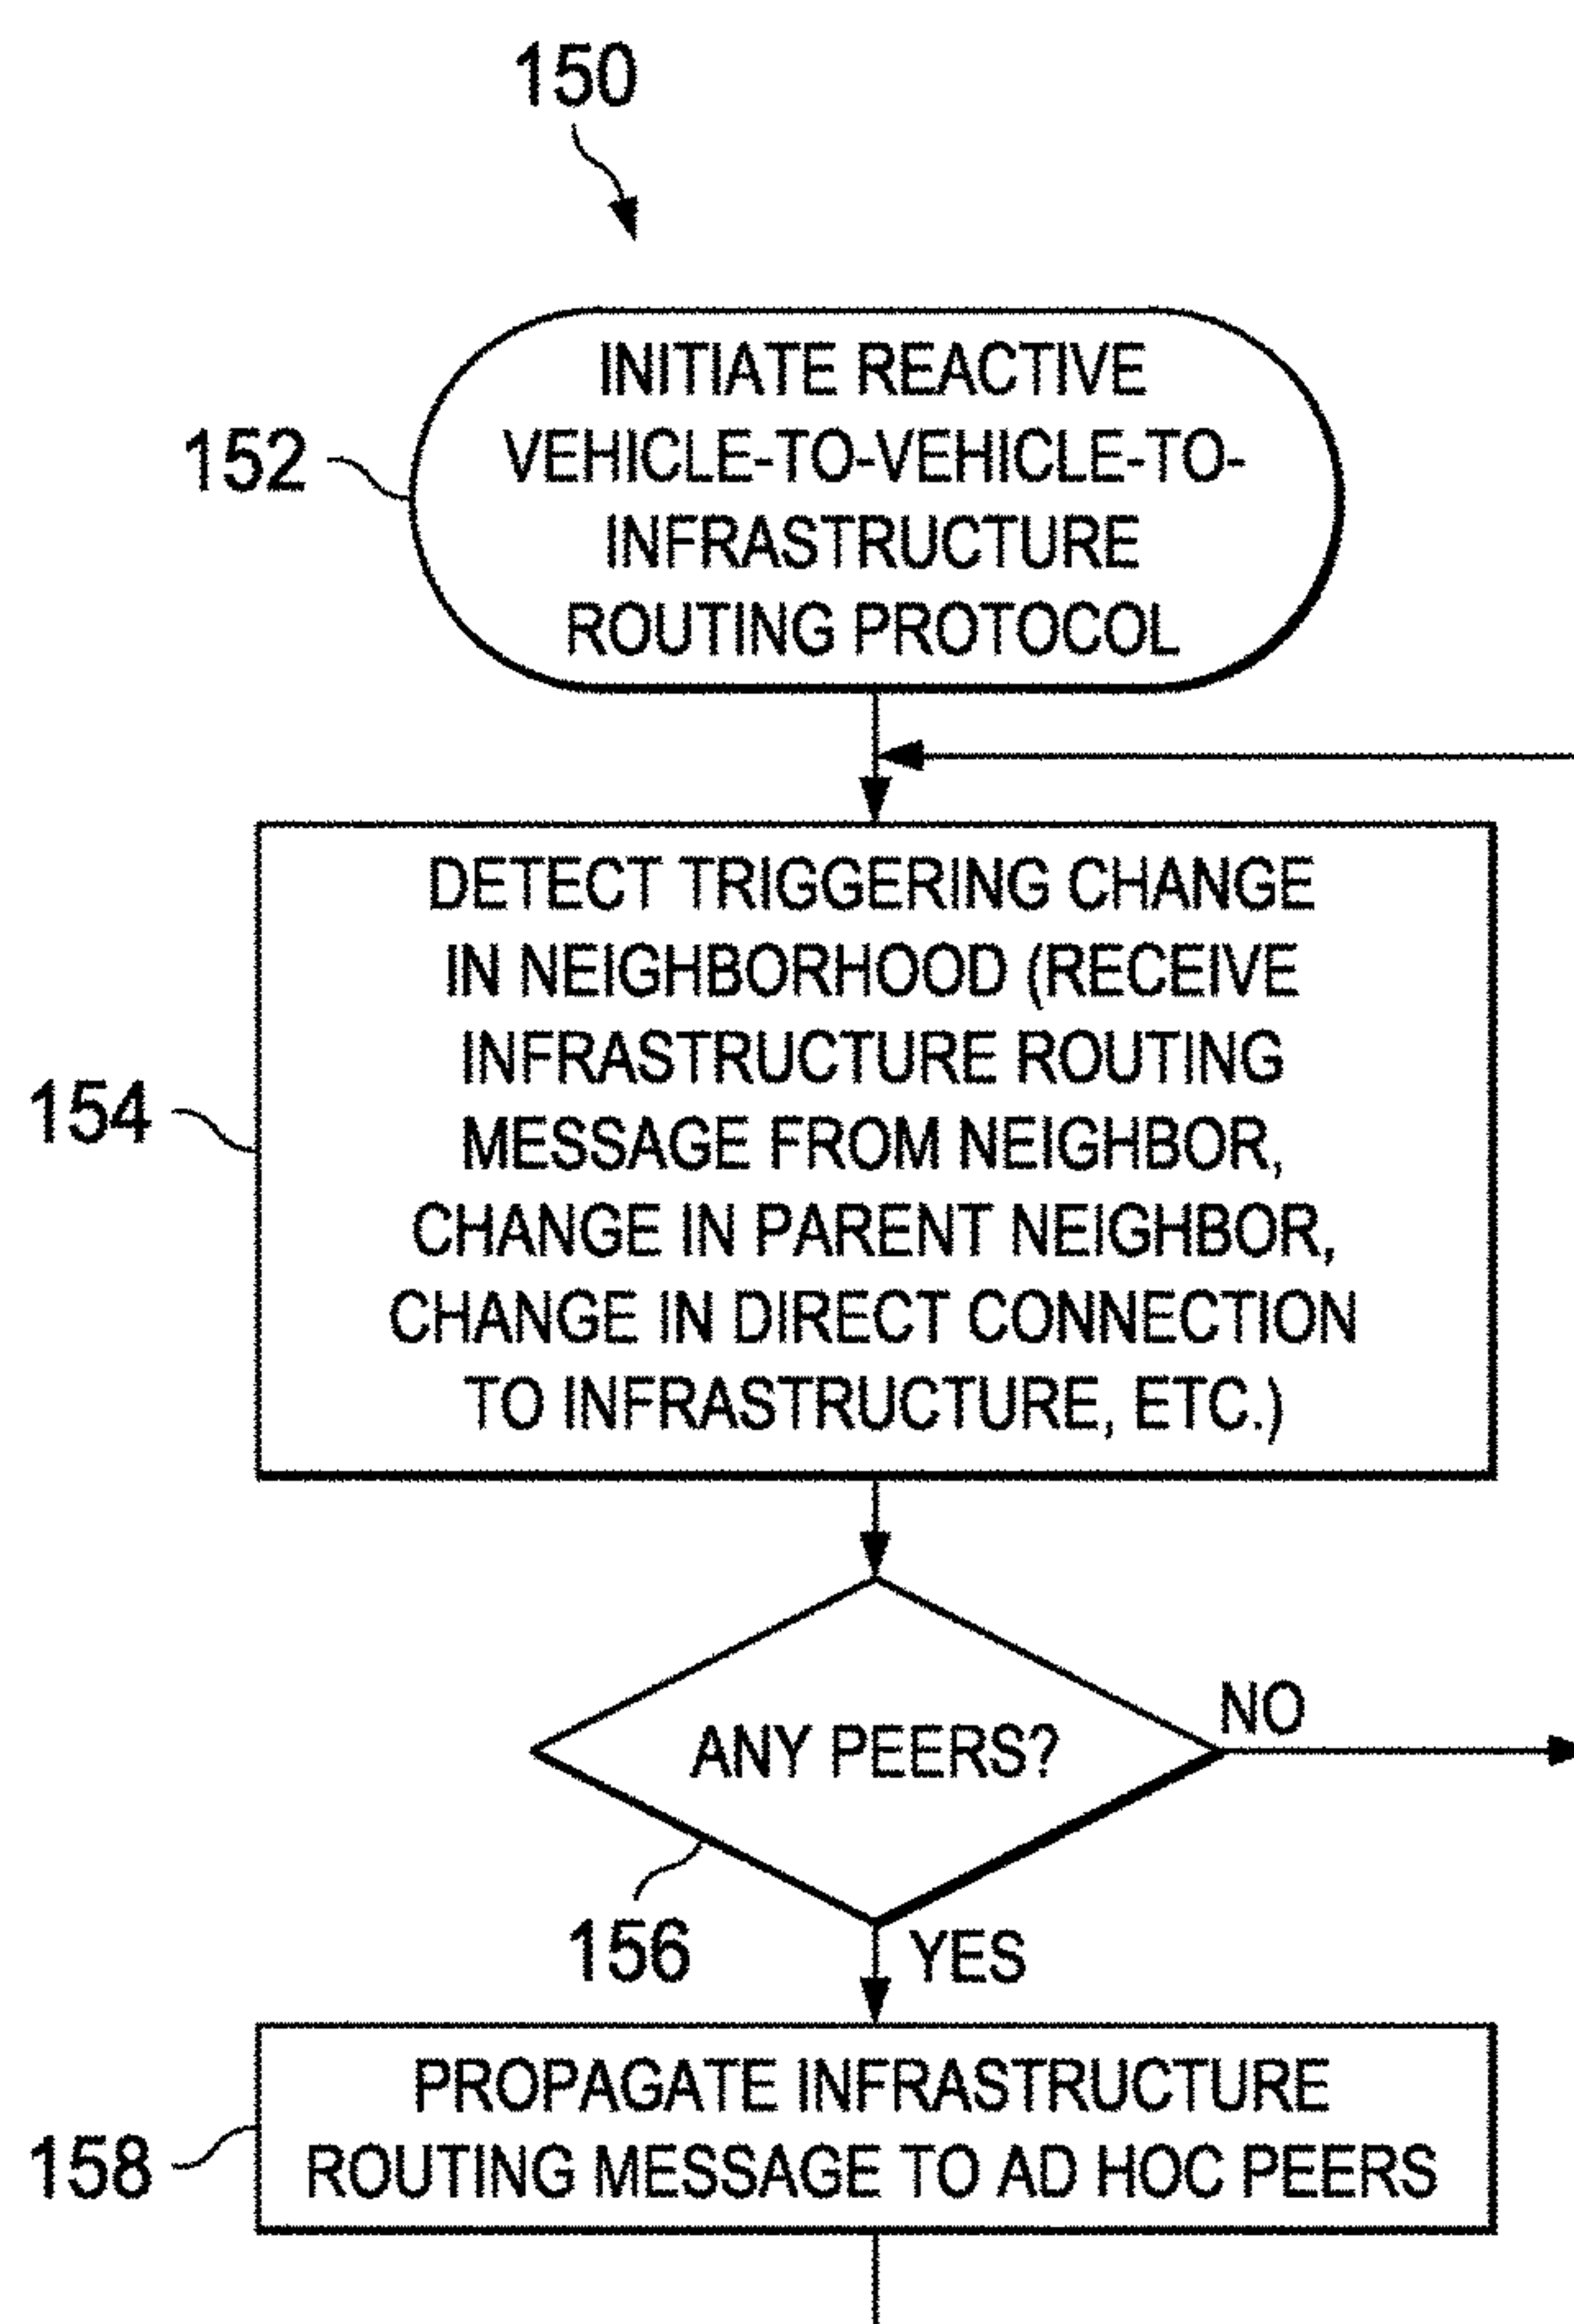 150
152
INITIATE REACTIVE
VEHICLE-TO-VEHICLE-TO-
INFRASTRUCTURE
ROUTING PROTOCOL
154
DETECT TRIGGERING CHANGE
IN NEIGHBORHOOD (RECEIVE
INFRASTRUCTURE ROUTING
MESSAGE FROM NEIGHBOR,
CHANGE IN PARENT NEIGHBOR,
CHANGE IN DIRECT CONNECTION
TO INFRASTRUCTURE, ETC.)
ANY PEERS?
NO
156
YES
158
PROPAGATE INFRASTRUCTURE
ROUTING MESSAGE TO AD HOC PEERS